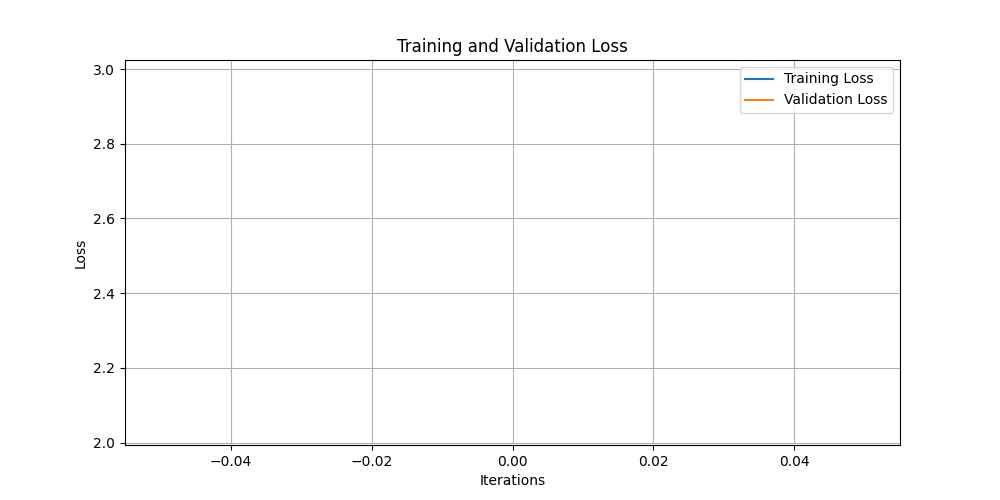 Training and Validation Loss
Training Loss
Validation Loss
3.0
2.8
2.6
2.4
2.2
2.0
Loss
−0.04 −0.02 0.00 0.02 0.04
Iterations